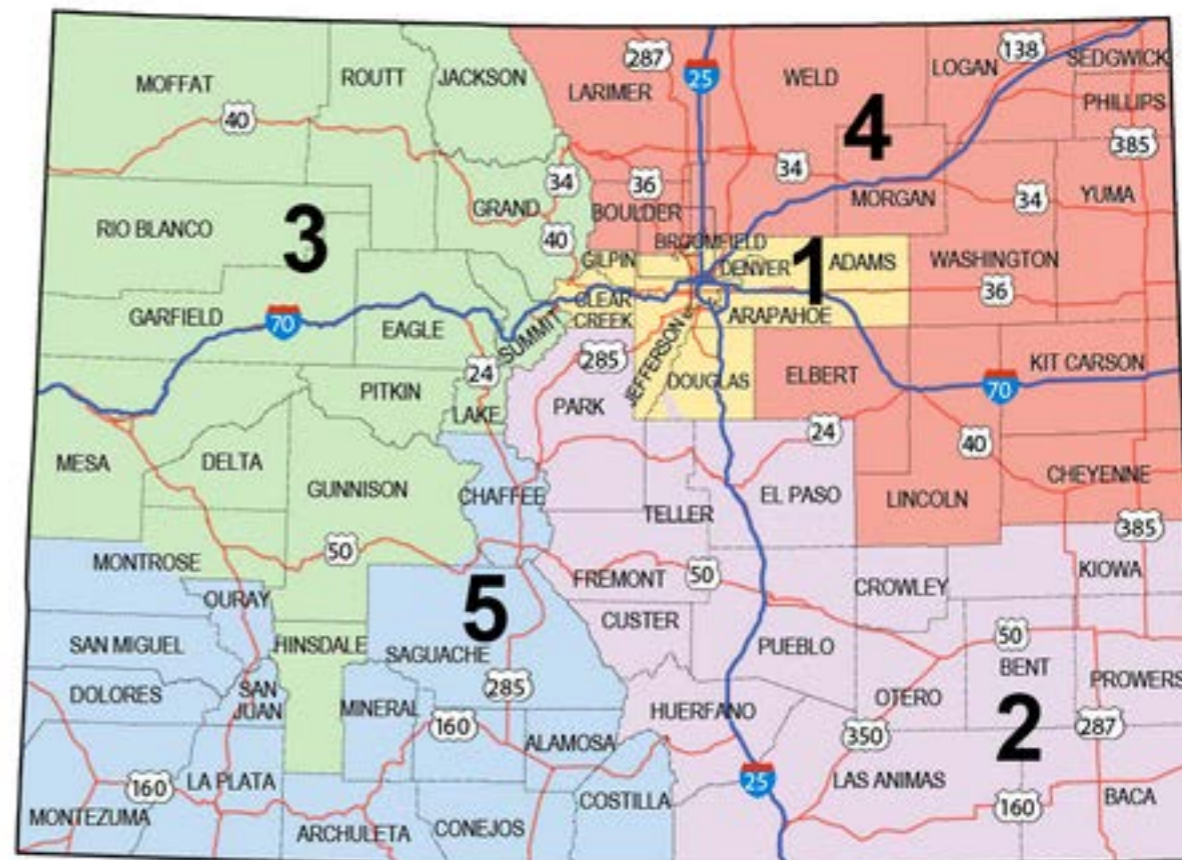 MOFFAT
ROUTT
JACKSON
LARIMER
287
25
WELD
LOGAN
138
SEDGWICK
PHILLIPS
40
4
385
34
36
34
GRAND
BOULDER
MORGAN
34
YUMA
RIO BLANCO
3
40
BROOMFIELD
GILPIN
DENVER
1
ADAMS
WASHINGTON
36
CLEAR
CREEK
GARFIELD
70
EAGLE
SUMMIT
ARAPAHOE
285
JEFFERSON
24
PITKIN
DOUGLAS
ELBERT
KIT CARSON
70
LAKE
PARK
24
40
MESA
DELTA
GUNNISON
CHAFFEE
EL PASO
LINCOLN
CHEYENNE
TELLER
385
MONTROSE
50
FREMONT
50
CROWLEY
KIOWA
OURAY
5
CUSTER
SAN MIGUEL
HINSDALE
SAGUACHE
PUEBLO
50
BENT
DOLORES
SAN
JUAN
MINERAL
285
OTERO
PROWERS
160
HUERFANO
2
287
ALAMOSA
350
160
LA PLATA
COSTILLA
25
LAS ANIMAS
160
BACA
MONTEZUMA
ARCHULETA
CONEJOS